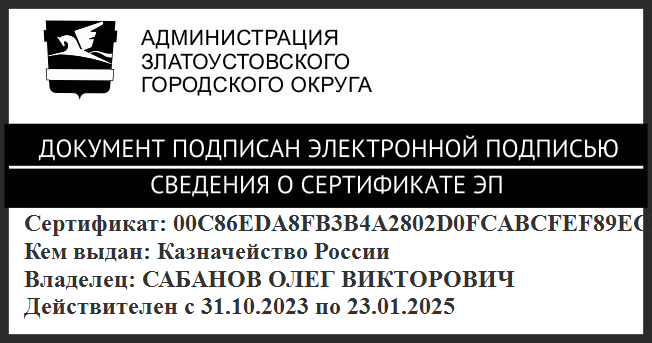 АДМИНИСТРАЦИЯ
ЗЛАТОУСТОВСКОГО
ГОРОДСКОГО ОКРУГА
ДОКУМЕНТ ПОДПИСАН ЭЛЕКТРОННОЙ ПОДПИСЬЮ
СВЕДЕНИЯ О СЕРТИФИКАТЕ ЭП
Сертификат: 00C86EDA8FB3B4A2802D0FCABCFEF89EC
Кем выдан: Казначейство России
Владелец: САБАНОВ ОЛЕГ ВИКТОРОВИЧ
Действителен с 31.10.2023 по 23.01.2025